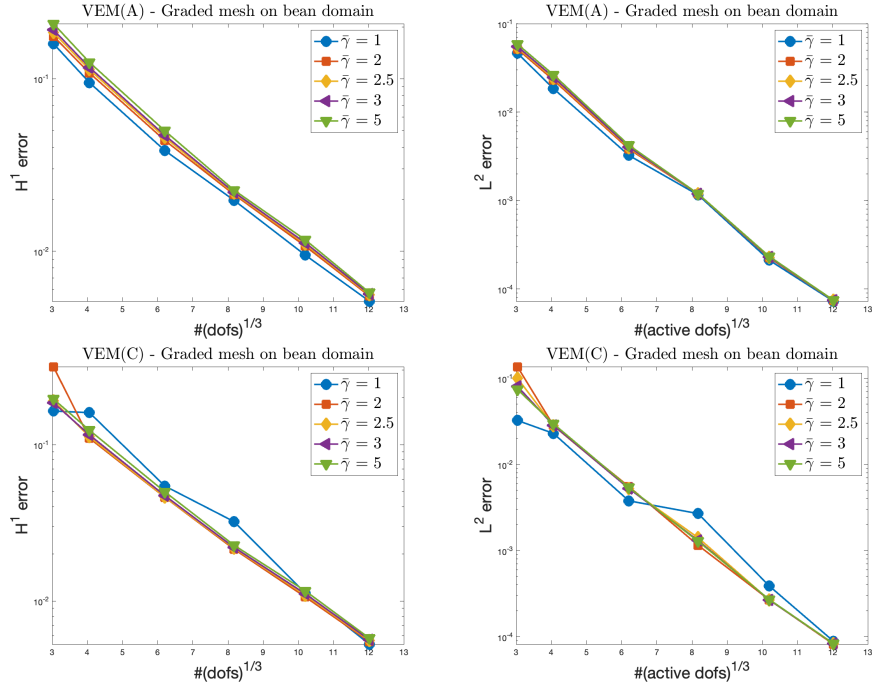 VEM(A) - Graded mesh on bean domain
H¹ error
10⁻¹
10⁻²
γ̄ = 1
γ̄ = 2
γ̄ = 2.5
γ̄ = 3
γ̄ = 5
3 4 5 6 7 8 9 10 11 12 13
#(dofs)^1/3
VEM(A) - Graded mesh on bean domain
L² error
10⁻¹
10⁻²
10⁻³
10⁻⁴
γ̄ = 1
γ̄ = 2
γ̄ = 2.5
γ̄ = 3
γ̄ = 5
3 4 5 6 7 8 9 10 11 12 13
#(active dofs)^1/3
VEM(C) - Graded mesh on bean domain
H¹ error
10⁻¹
10⁻²
γ̄ = 1
γ̄ = 2
γ̄ = 2.5
γ̄ = 3
γ̄ = 5
3 4 5 6 7 8 9 10 11 12 13
#(dofs)^1/3
VEM(C) - Graded mesh on bean domain
L² error
10⁻¹
10⁻²
10⁻³
10⁻⁴
γ̄ = 1
γ̄ = 2
γ̄ = 2.5
γ̄ = 3
γ̄ = 5
3 4 5 6 7 8 9 10 11 12 13
#(active dofs)^1/3